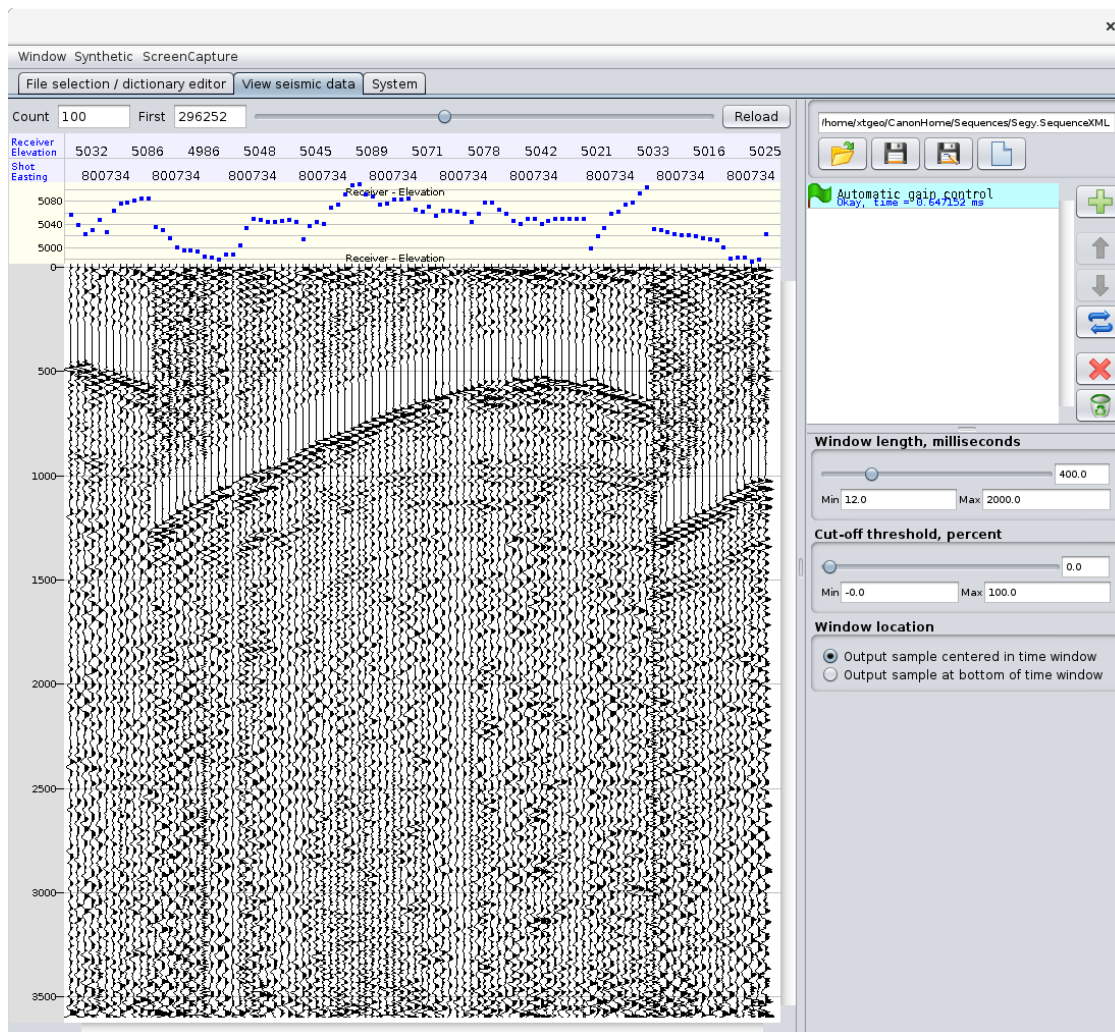 ×
Window Synthetic ScreenCapture
File selection / dictionary editor View seismic data System
Count 100 First 296252 Reload
Receiver Elevation 5032 5086 4986 5048 5045 5089 5071 5078 5042 5021 5033 5016 5025
Shot Easting 800734 800734 800734 800734 800734 800734 800734 800734 800734 800734
Receiver - Elevation
5080
5040
5000
Receiver - Elevation
0
500
1000
1500
2000
2500
3000
3500
/home/xtgeo/CanonHome/Sequences/Segy.SequenceXML
Automatic gain control
Okay, time = 0.647152 ms
Window length, milliseconds
400.0
Min 12.0 Max 2000.0
Cut-off threshold, percent
0.0
Min -0.0 Max 100.0
Window location
Output sample centered in time window
Output sample at bottom of time window